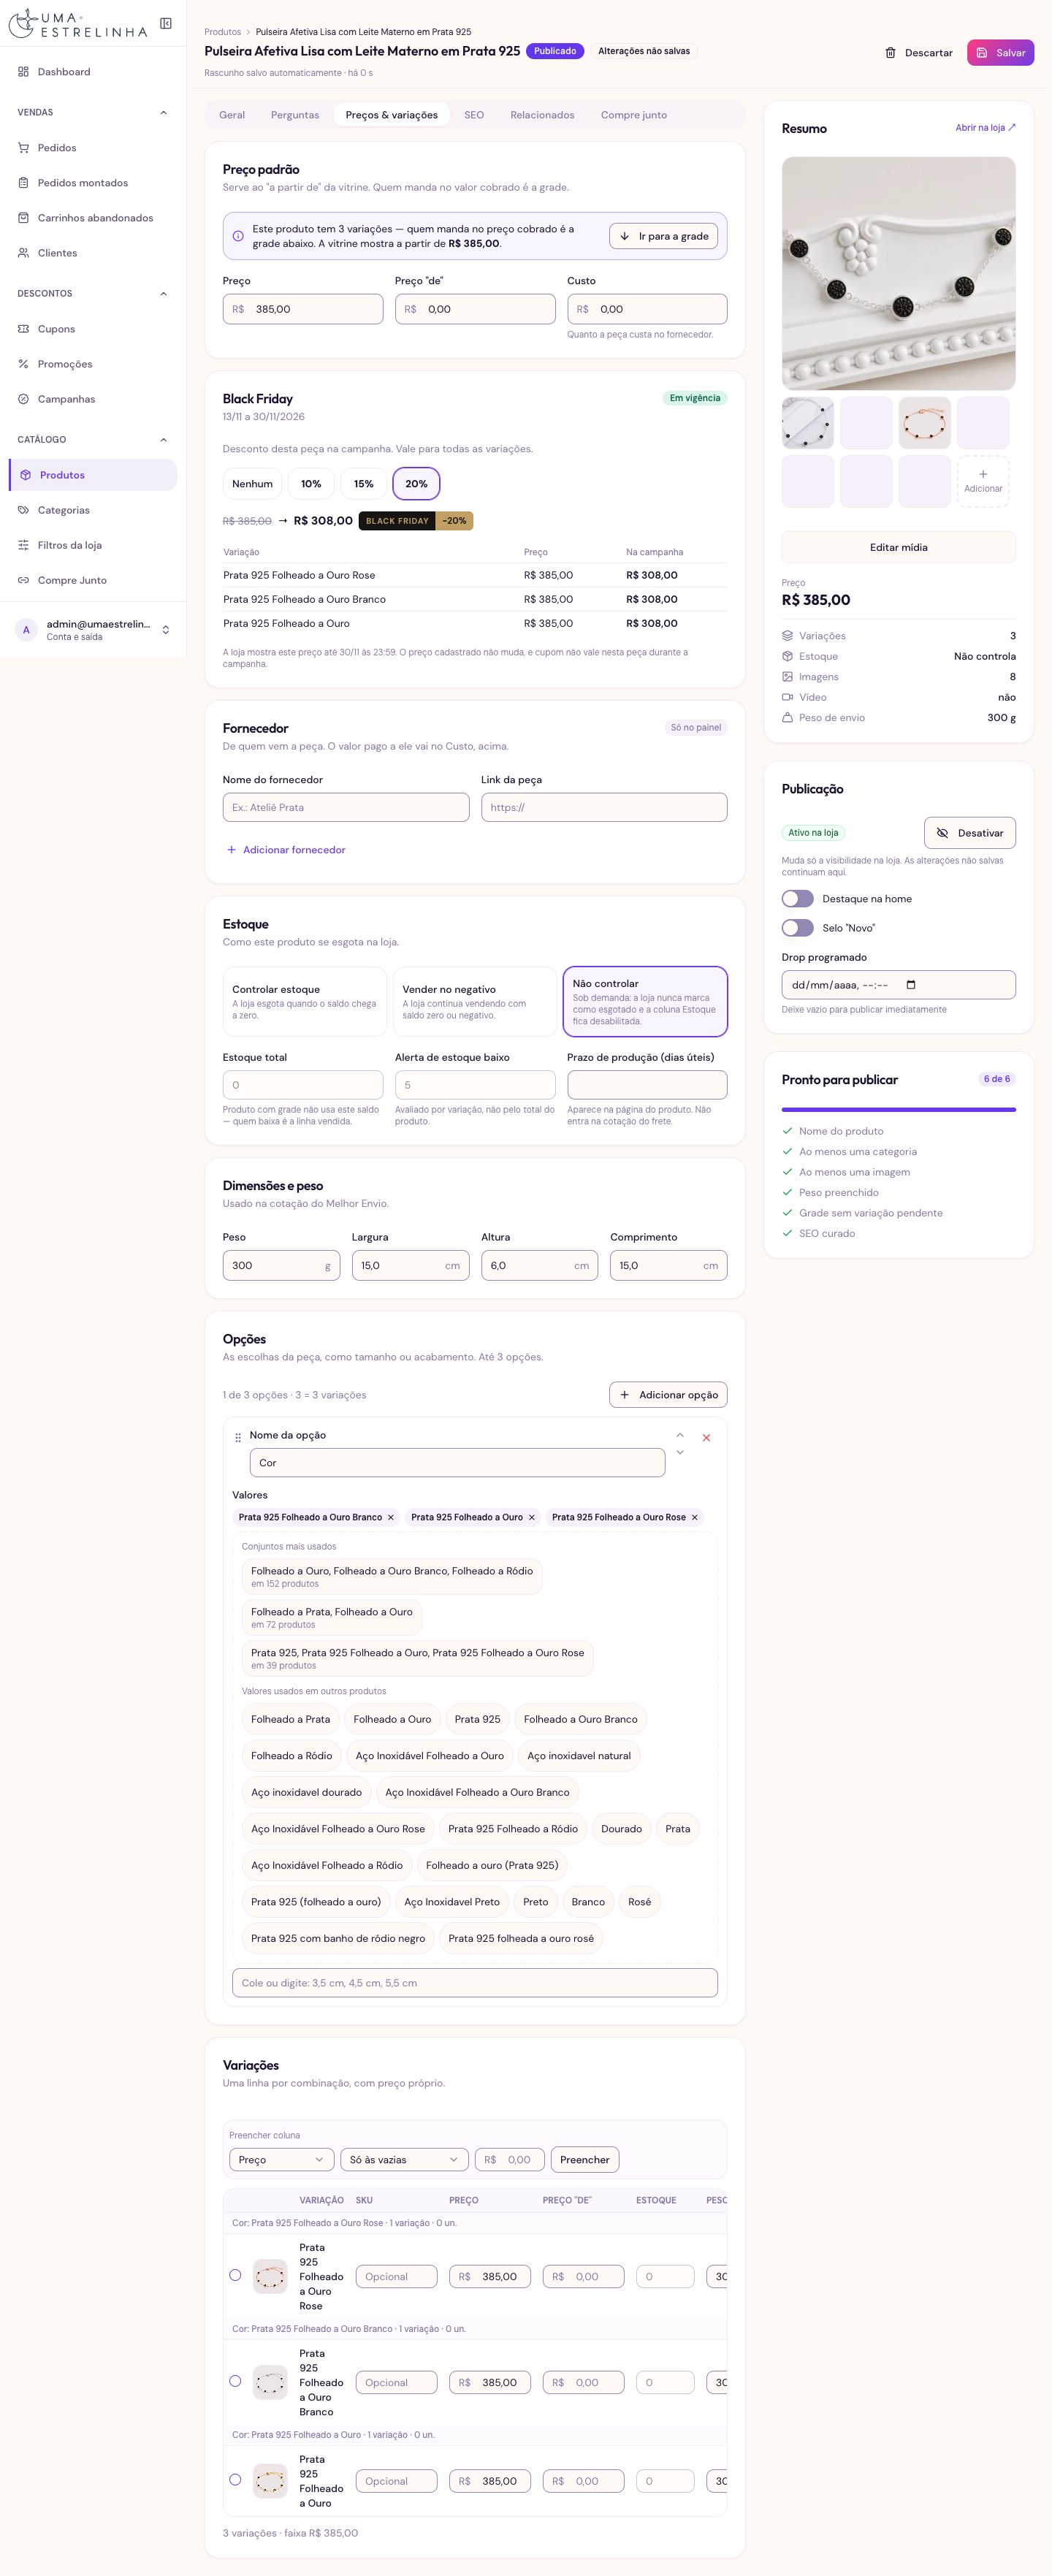 UMA
ESTRELINHA
Dashboard
VENDAS
Pedidos
Pedidos montados
Carrinhos abandonados
Clientes
DESCONTOS
Cupons
Promoções
Campanhas
CATÁLOGO
Produtos
Categorias
Filtros da loja
Compre Junto
A
admin@umaestrelin...
Conta e saída
Produtos > Pulseira Afetiva Lisa com Leite Materno em Prata 925
Pulseira Afetiva Lisa com Leite Materno em Prata 925 Publicado Alterações não salvas
Rascunho salvo automaticamente · há 0 s
Descartar Salvar
Geral Perguntas Preços & variações SEO Relacionados Compre junto
Preço padrão
Serve ao "a partir de" da vitrine. Quem manda no valor cobrado é a grade.
Este produto tem 3 variações — quem manda no preço cobrado é a
grade abaixo. A vitrine mostra a partir de R$ 385,00.
Ir para a grade
Preço Preço "de" Custo
R$ 385,00 R$ 0,00 R$ 0,00
Quanto a peça custa no fornecedor.
Black Friday Em vigência
13/11 a 30/11/2026
Desconto desta peça na campanha. Vale para todas as variações.
Nenhum 10% 15% 20%
R$ 385,00 → R$ 308,00 BLACK FRIDAY -20%
Variação Preço Na campanha
Prata 925 Folheado a Ouro Rose R$ 385,00 R$ 308,00
Prata 925 Folheado a Ouro Branco R$ 385,00 R$ 308,00
Prata 925 Folheado a Ouro R$ 385,00 R$ 308,00
A loja mostra este preço até 30/11 às 23:59. O preço cadastrado não muda, e cupom não vale nesta peça durante a
campanha.
Fornecedor Só no painel
De quem vem a peça. O valor pago a ele vai no Custo, acima.
Nome do fornecedor Link da peça
Ex.: Ateliê Prata https://
+ Adicionar fornecedor
Estoque
Como este produto se esgota na loja.
Controlar estoque
A loja esgota quando o saldo chega
a zero.
Vender no negativo
A loja continua vendendo com
saldo zero ou negativo.
Não controlar
Sob demanda: a loja nunca marca
como esgotado e a coluna Estoque
fica desabilitada.
Estoque total Alerta de estoque baixo Prazo de produção (dias úteis)
0 5
Produto com grade não usa este saldo
— quem baixa é a linha vendida.
Avaliado por variação, não pelo total do
produto.
Aparece na página do produto. Não
entra na cotação do frete.
Dimensões e peso
Usado na cotação do Melhor Envio.
Peso Largura Altura Comprimento
300 g 15,0 cm 6,0 cm 15,0 cm
Opções
As escolhas da peça, como tamanho ou acabamento. Até 3 opções.
1 de 3 opções · 3 = 3 variações + Adicionar opção
Nome da opção
Cor
Valores
Prata 925 Folheado a Ouro Branco × Prata 925 Folheado a Ouro × Prata 925 Folheado a Ouro Rose ×
Conjuntos mais usados
Folheado a Ouro, Folheado a Ouro Branco, Folheado a Ródio
em 152 produtos
Folheado a Prata, Folheado a Ouro
em 72 produtos
Prata 925, Prata 925 Folheado a Ouro, Prata 925 Folheado a Ouro Rose
em 39 produtos
Valores usados em outros produtos
Folheado a Prata Folheado a Ouro Prata 925 Folheado a Ouro Branco
Folheado a Ródio Aço Inoxidável Folheado a Ouro Aço inoxidavel natural
Aço inoxidavel dourado Aço Inoxidável Folheado a Ouro Branco
Aço Inoxidável Folheado a Ouro Rose Prata 925 Folheado a Ródio Dourado Prata
Aço Inoxidável Folheado a Ródio Folheado a ouro (Prata 925)
Prata 925 (folheado a ouro) Aço Inoxidavel Preto Preto Branco Rosé
Prata 925 com banho de ródio negro Prata 925 folheada a ouro rosé
Cole ou digite: 3,5 cm, 4,5 cm, 5,5 cm
Variações
Uma linha por combinação, com preço próprio.
Preencher coluna
Preço Só às vazias R$ 0,00 Preencher
VARIAÇÃO SKU PREÇO PREÇO "DE" ESTOQUE PESO
Cor: Prata 925 Folheado a Ouro Rose · 1 variação · 0 un.
Prata
925
Folheado
a Ouro
Rose
Opcional R$ 385,00 R$ 0,00 0 30
Cor: Prata 925 Folheado a Ouro Branco · 1 variação · 0 un.
Prata
925
Folheado
a Ouro
Branco
Opcional R$ 385,00 R$ 0,00 0 30
Cor: Prata 925 Folheado a Ouro · 1 variação · 0 un.
Prata
925
Folheado
a Ouro
Opcional R$ 385,00 R$ 0,00 0 30
3 variações · faixa R$ 385,00
Resumo Abrir na loja ↗
+
Adicionar
Editar mídia
Preço
R$ 385,00
Variações 3
Estoque Não controla
Imagens 8
Vídeo não
Peso de envio 300 g
Publicação
Ativo na loja Desativar
Muda só a visibilidade na loja. As alterações não salvas
continuam aqui.
Destaque na home
Selo "Novo"
Drop programado
dd/mm/aaaa, --:--
Deixe vazio para publicar imediatamente
Pronto para publicar 6 de 6
Nome do produto
Ao menos uma categoria
Ao menos uma imagem
Peso preenchido
Grade sem variação pendente
SEO curado